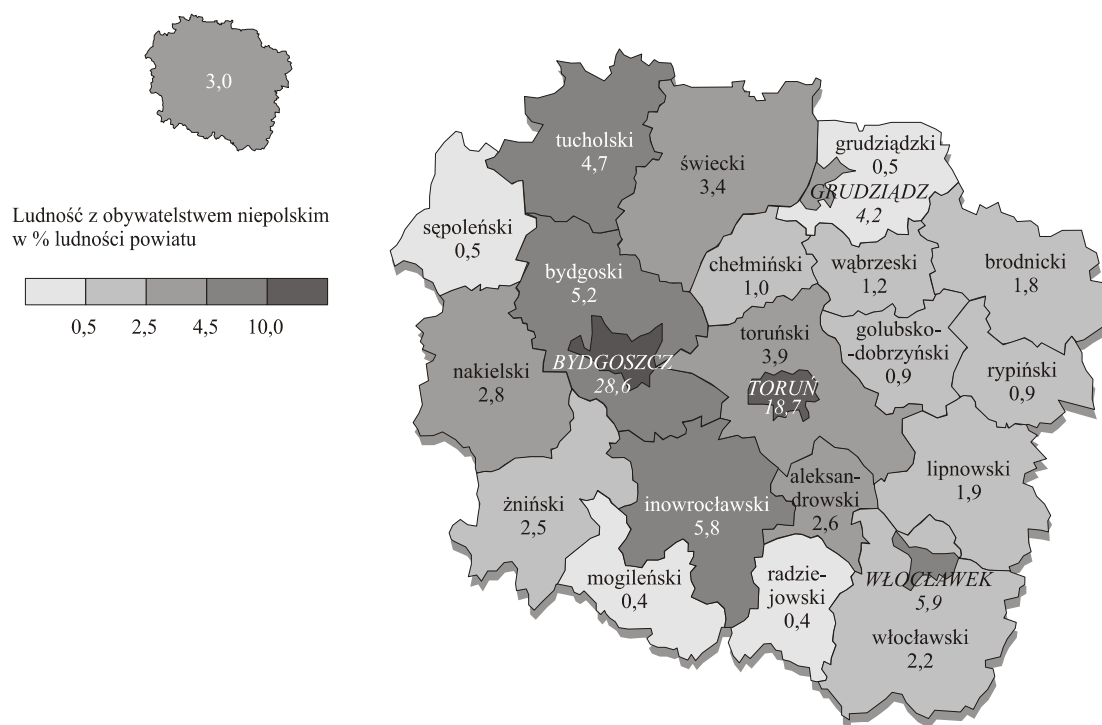 3,0
Ludność z obywatelstwem niepolskim
w % ludności powiatu
0,5 2,5 4,5 10,0
tucholski
4,7
świecki
3,4
grudziądzki
0,5
GRUDZIĄDZ
4,2
sępoleński
0,5
bydgoski
5,2
chełmiński
1,0
wąbrzeski
1,2
brodnicki
1,8
nakielski
2,8
BYDGOSZCZ
28,6
toruński
3,9
TORUŃ
18,7
golubsko-
-dobrzyński
0,9
rypiński
0,9
żniński
2,5
inowrocławski
5,8
aleksan-
drowski
2,6
lipnowski
1,9
mogileński
0,4
radzie-
jowski
0,4
WŁOCŁAWEK
5,9
włocławski
2,2